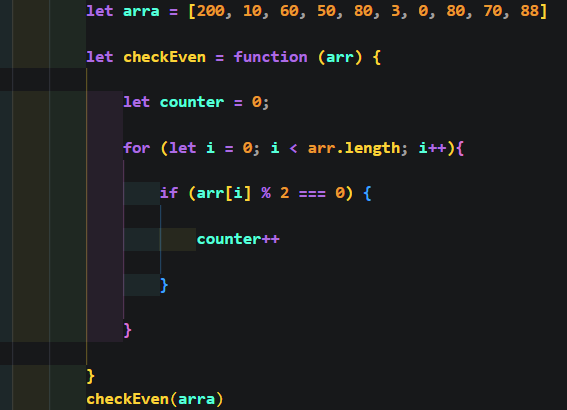 let arra = [200, 10, 60, 50, 80, 3, 0, 80, 70, 88]
let checkEven = function (arr) {
let counter = 0;
for (let i = 0; i < arr.length; i++){
if (arr[i] % 2 === 0) {
counter++
}
}
}
checkEven(arra)